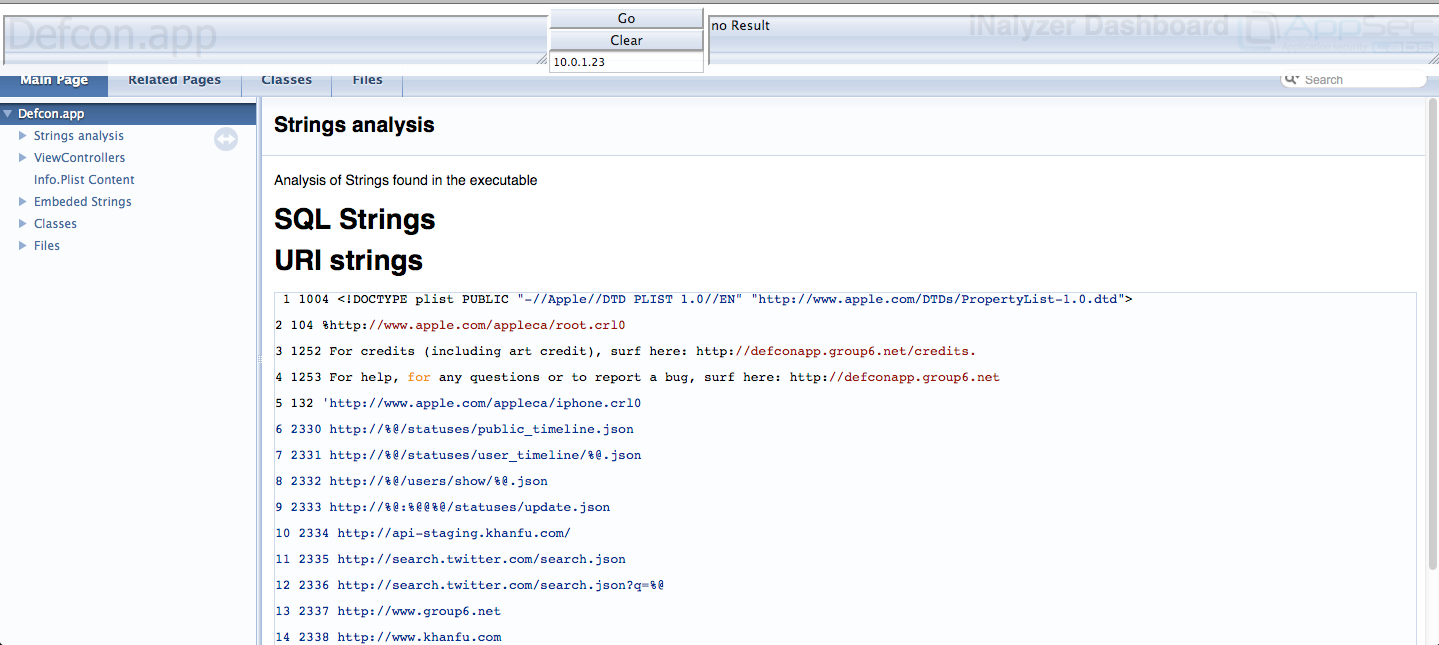 Defcon.app
Go
Clear
10.0.1.23
no Result
iNalyzer Dashboard
AppSec
Main Page
Related Pages
Classes
Files
Search
Defcon.app
Strings analysis
ViewControllers
Info.Plist Content
Embeded Strings
Classes
Files
Strings analysis
Analysis of Strings found in the executable
SQL Strings
URI strings
1 1004 <!DOCTYPE plist PUBLIC "-//Apple//DTD PLIST 1.0//EN" "http://www.apple.com/DTDs/PropertyList-1.0.dtd">
2 104 %http://www.apple.com/appleca/root.crl0
3 1252 For credits (including art credit), surf here: http://defconapp.group6.net/credits.
4 1253 For help, for any questions or to report a bug, surf here: http://defconapp.group6.net
5 132 'http://www.apple.com/appleca/iphone.crl0
6 2330 http://%@/statuses/public_timeline.json
7 2331 http://%@/statuses/user_timeline/%@.json
8 2332 http://%@/users/show/%@.json
9 2333 http://%@:%@@%@/statuses/update.json
10 2334 http://api-staging.khanfu.com/
11 2335 http://search.twitter.com/search.json
12 2336 http://search.twitter.com/search.json?q=%@
13 2337 http://www.group6.net
14 2338 http://www.khanfu.com